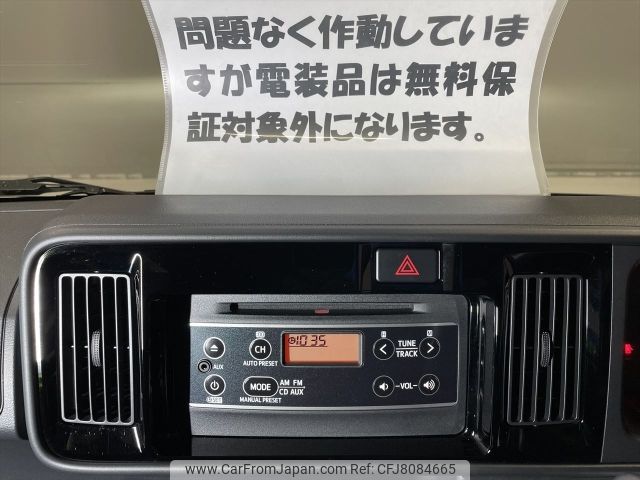 問題なく作動していま
すが電装品は無料保
証対象外になります。
CH
AUTO PRESET
AUX
10:35
TUNE
TRACK
MODE
MANUAL PRESET
AM FM
CD AUX
VOL
www.CarFromJapan.com - CFJ8084665